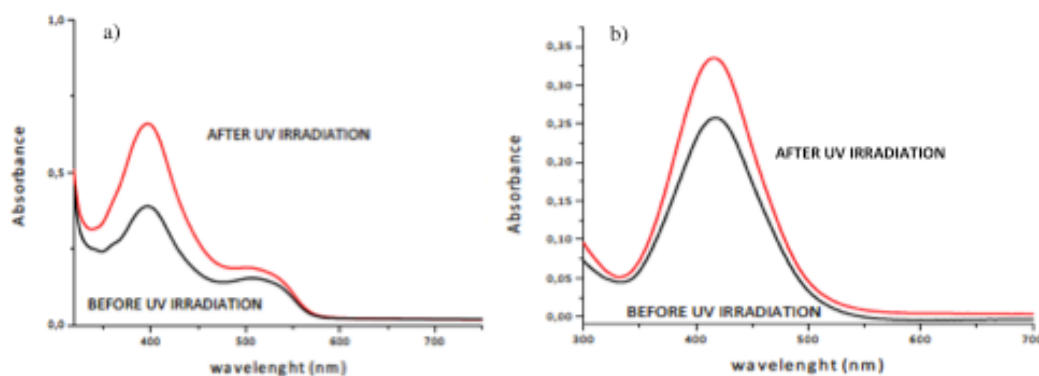 a)
1,0
0,5
0,0
Absorbance
AFTER UV IRRADIATION
BEFORE UV IRRADIATION
400
500
600
700
wavelenght (nm)
b)
0,35
0,30
0,25
0,20
0,15
0,10
0,05
0,00
Absorbance
AFTER UV IRRADIATION
BEFORE UV IRRADIATION
300
400
500
600
700
wavelenght (nm)